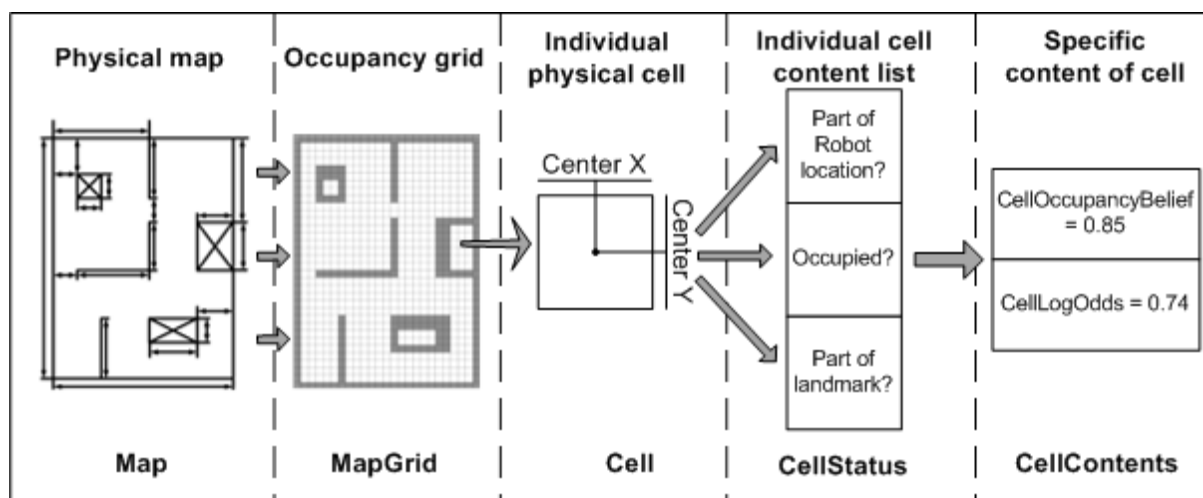 Physical map
Occupancy grid
Individual
physical cell
Individual cell
content list
Specific
content of cell
Center X
Center Y
Part of
Robot
location?
Occupied?
Part of
landmark?
CellOccupancyBelief
= 0.85
CellLogOdds = 0.74
Map
MapGrid
Cell
CellStatus
CellContents